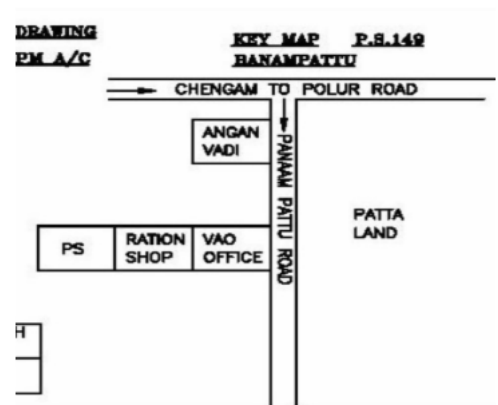 DRAWING
PM A/C
KEY MAP P.S.149
BANAMPATTU
CHENGAM TO POLUR ROAD
ANGAN
VADI
PANAAM PATTU ROAD
PATTA
LAND
PS
RATION
SHOP
VAO
OFFICE
H